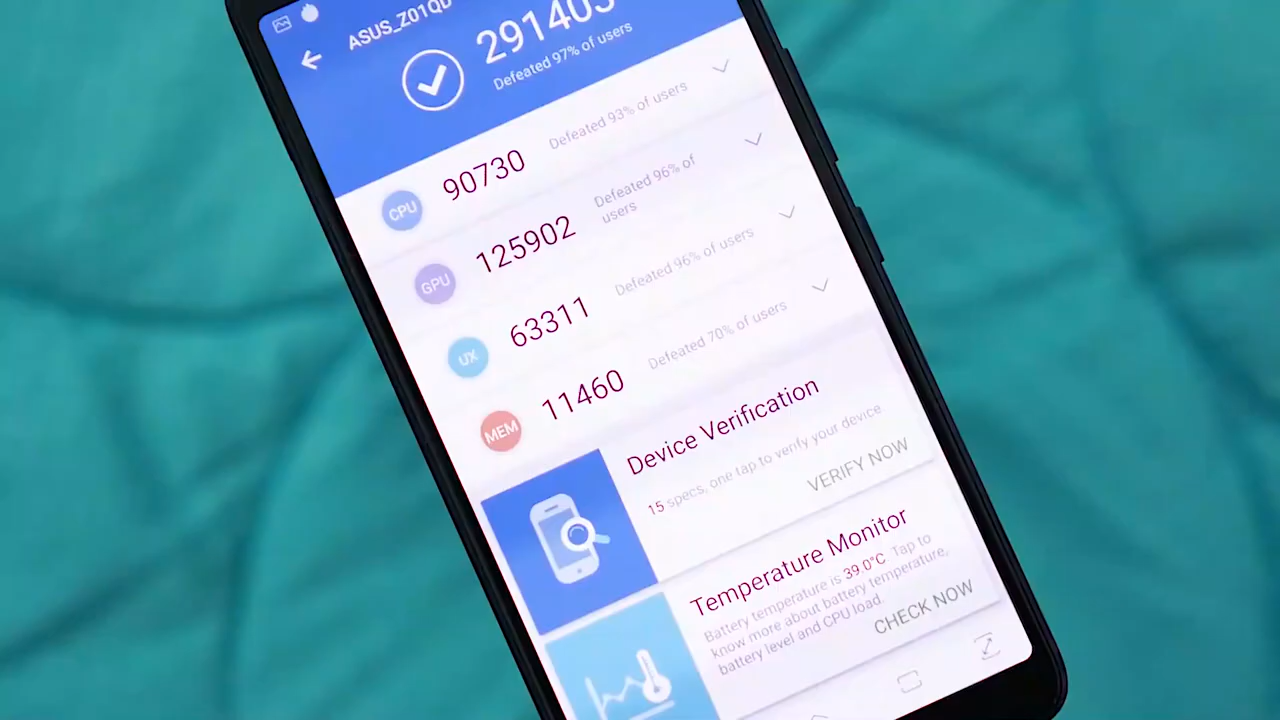 ASUS_Z01QD
291403
Defeated 97% of users
CPU 90730 Defeated 93% of users
GPU 125902 Defeated 96% of
users
UX 63311 Defeated 96% of users
MEM 11460 Defeated 70% of users
Device Verification
15 specs, one tap to verify your device
VERIFY NOW
Temperature Monitor
Battery temperature is 39.0°C Tap to
know more about battery temperature,
battery level and CPU load.
CHECK NOW